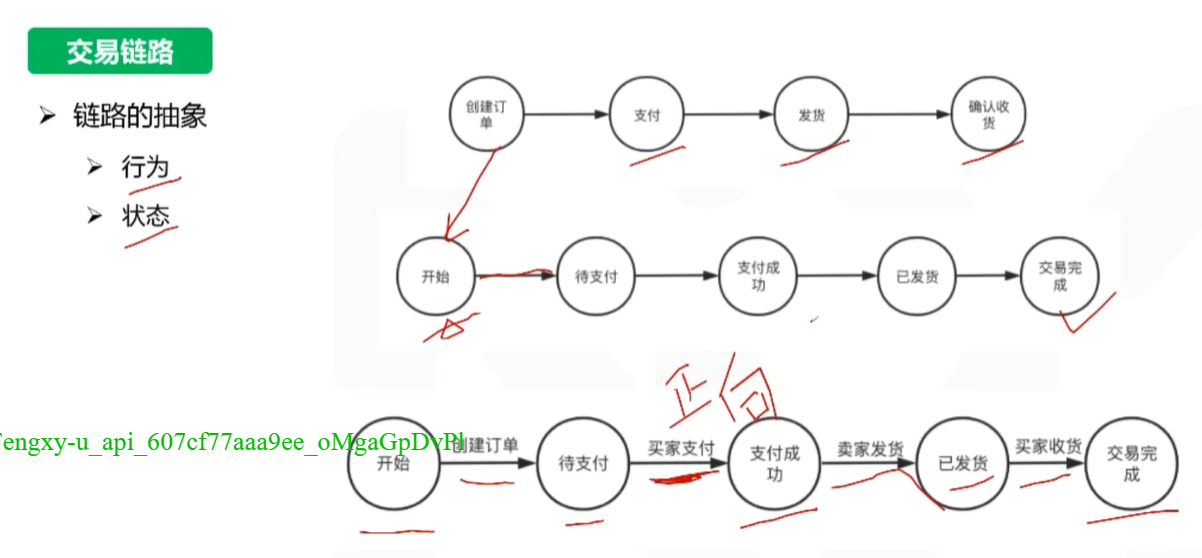 交易链路
链路的抽象
行为
状态
创建订
单
支付
发货
确认收
货
开始
待支付
支付成
功
已发货
交易完
成
正向
engxy-u_api_607cf77aaa9ee_oMgaGpDyPl
开始
创建订单
待支付
买家支付
支付成
功
卖家发货
已发货
买家收货
交易完
成